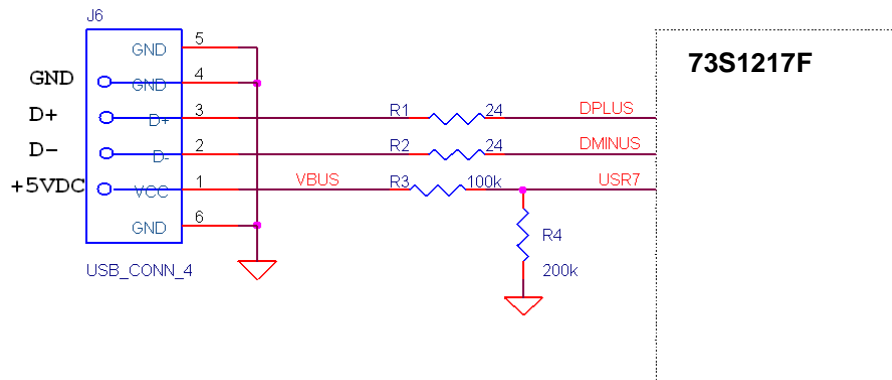 J6
GND 5
GND GND 4
D+ D+ 3 R1 24 DPLUS
D- D- 2 R2 24 DMINUS
+5VDC VCC 1 VBUS R3 100k USR7
GND 6
USB_CONN_4
R4
200k
73S1217F